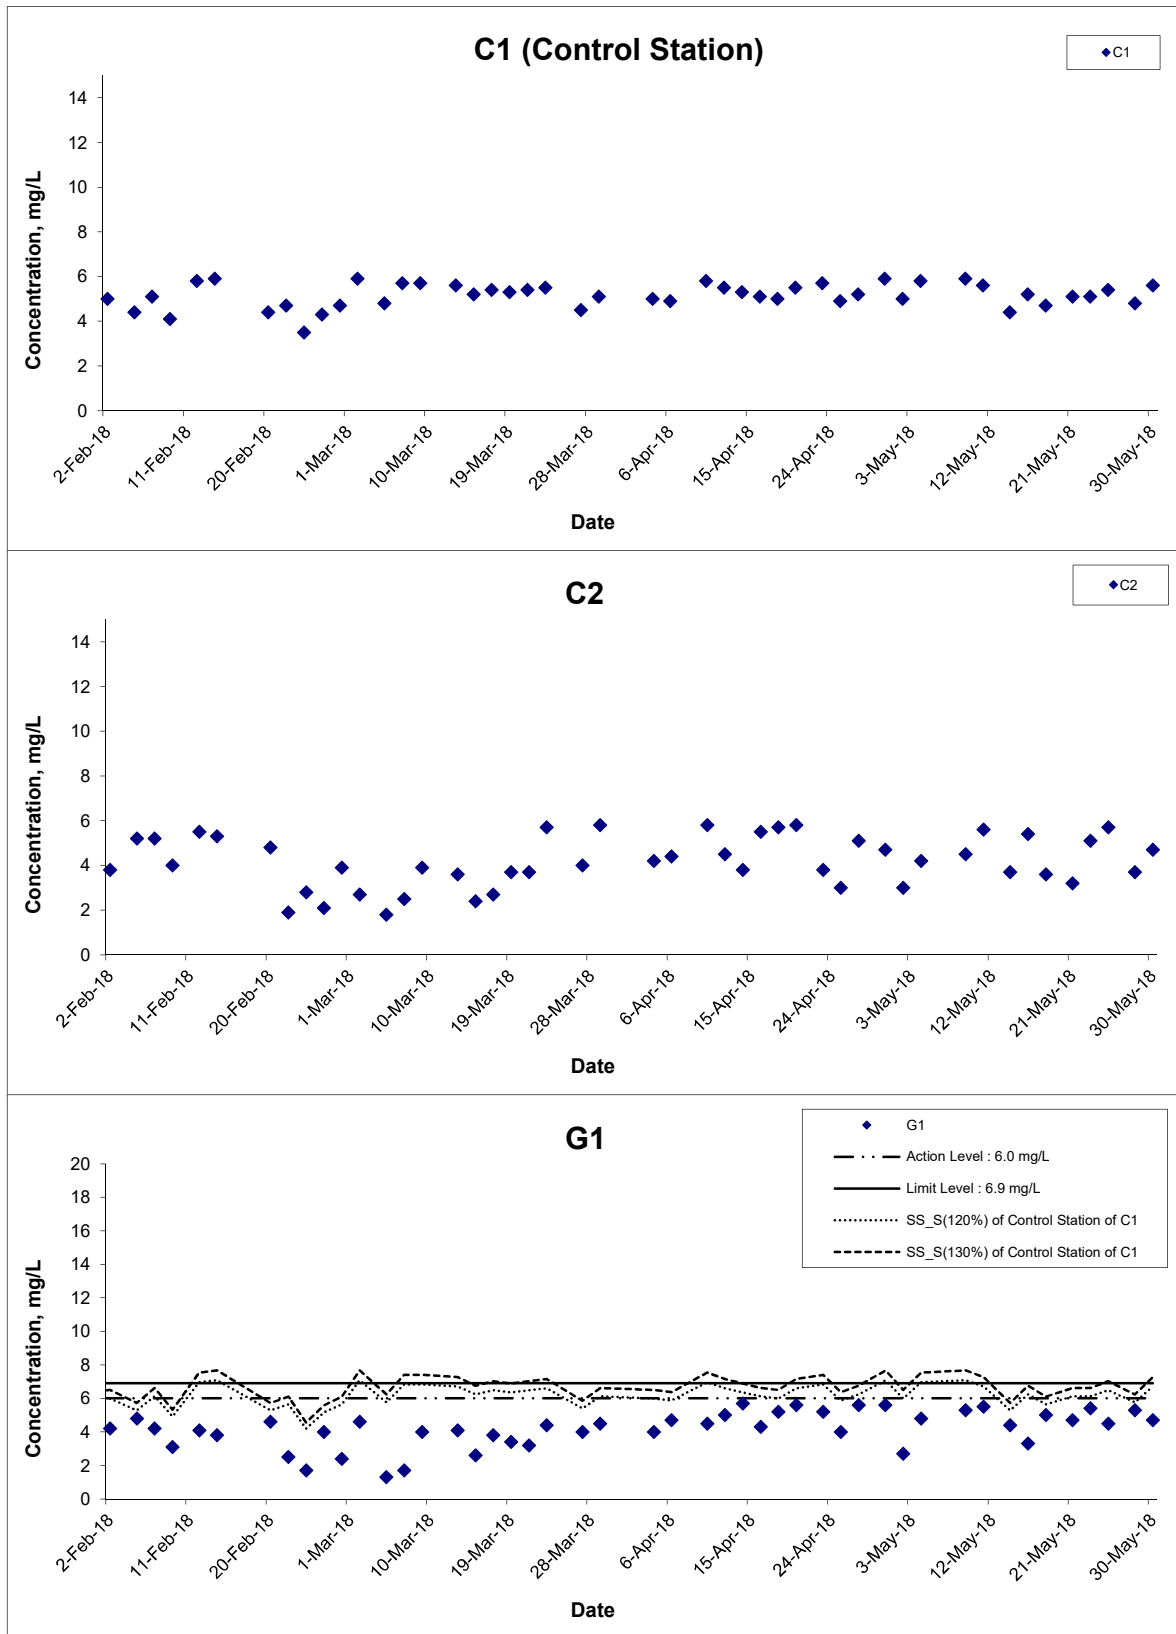 C1 (Control Station)
C1
Concentration, mg/L
14
12
10
8
6
4
2
0
2-Feb-18
11-Feb-18
20-Feb-18
1-Mar-18
10-Mar-18
19-Mar-18
28-Mar-18
6-Apr-18
15-Apr-18
24-Apr-18
3-May-18
12-May-18
21-May-18
30-May-18
Date
C2
C2
Concentration, mg/L
14
12
10
8
6
4
2
0
2-Feb-18
11-Feb-18
20-Feb-18
1-Mar-18
10-Mar-18
19-Mar-18
28-Mar-18
6-Apr-18
15-Apr-18
24-Apr-18
3-May-18
12-May-18
21-May-18
30-May-18
Date
G1
G1
Action Level : 6.0 mg/L
Limit Level : 6.9 mg/L
SS_S(120%) of Control Station of C1
SS_S(130%) of Control Station of C1
Concentration, mg/L
20
18
16
14
12
10
8
6
4
2
0
2-Feb-18
11-Feb-18
20-Feb-18
1-Mar-18
10-Mar-18
19-Mar-18
28-Mar-18
6-Apr-18
15-Apr-18
24-Apr-18
3-May-18
12-May-18
21-May-18
30-May-18
Date